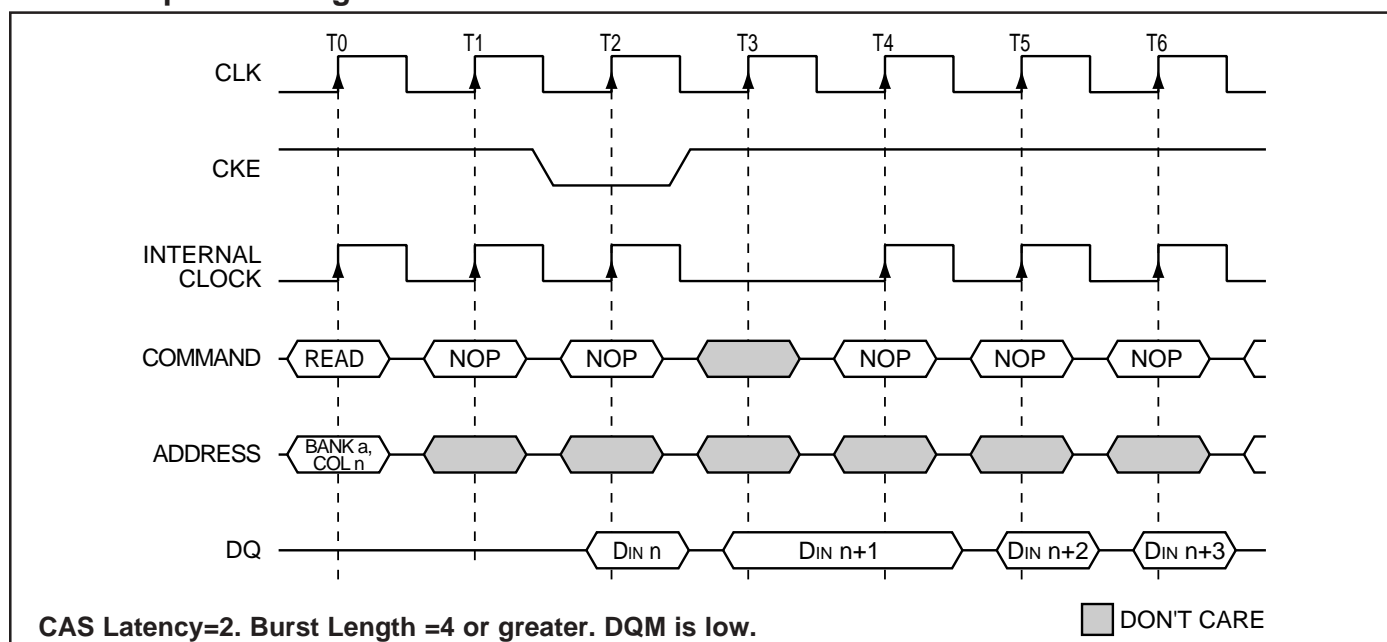 T0 T1 T2 T3 T4 T5 T6
CLK
CKE
INTERNAL
CLOCK
COMMAND READ NOP NOP NOP NOP NOP
ADDRESS BANK a,
COL n
DQ DIN n DIN n+1 DIN n+2 DIN n+3
CAS Latency=2. Burst Length =4 or greater. DQM is low.
DON'T CARE